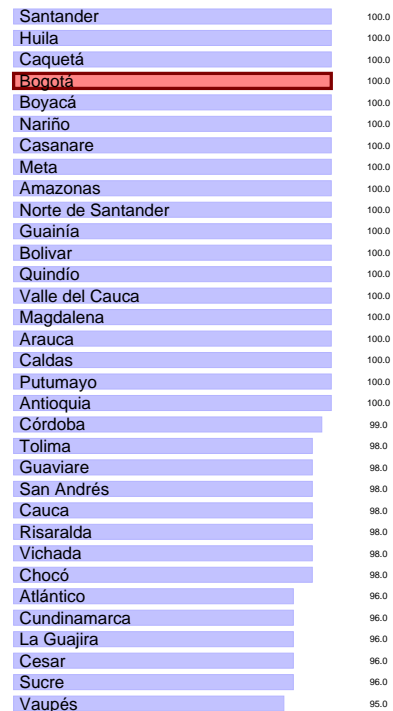 Santander 100.0
Huila 100.0
Caquetá 100.0
Bogotá 100.0
Boyacá 100.0
Nariño 100.0
Casanare 100.0
Meta 100.0
Amazonas 100.0
Norte de Santander 100.0
Guainía 100.0
Bolivar 100.0
Quindío 100.0
Valle del Cauca 100.0
Magdalena 100.0
Arauca 100.0
Caldas 100.0
Putumayo 100.0
Antioquia 100.0
Córdoba 99.0
Tolima 98.0
Guaviare 98.0
San Andrés 98.0
Cauca 98.0
Risaralda 98.0
Vichada 98.0
Chocó 98.0
Atlántico 96.0
Cundinamarca 96.0
La Guajira 96.0
Cesar 96.0
Sucre 96.0
Vaupés 95.0